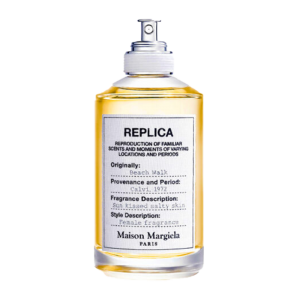 REPLICA
REPRODUCTION OF FAMILIAR
SCENTS AND MOMENTS OF VARYING
LOCATIONS AND PERIODS
Originally:
Beach Walk
Provenance and Period:
Calvi, 1972
Fragrance Description:
Sun kissed salty skin
Style Description:
Female fragrance
Maison Margiela
PARIS